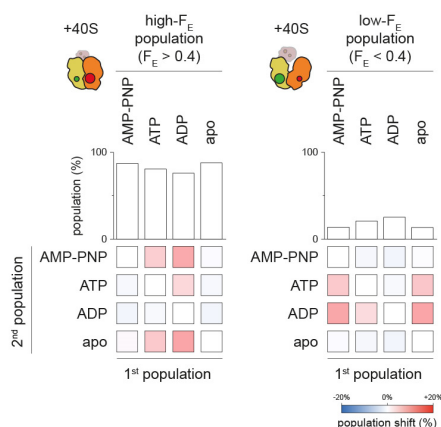 +40S
high-F_E
population
(F_E > 0.4)
AMP-PNP
ATP
ADP
apo
population (%)
100
0
2nd population
AMP-PNP
ATP
ADP
apo
1st population
+40S
low-F_E
population
(F_E < 0.4)
AMP-PNP
ATP
ADP
apo
100
0
AMP-PNP
ATP
ADP
apo
1st population
-20%
0%
+20%
population shift (%)